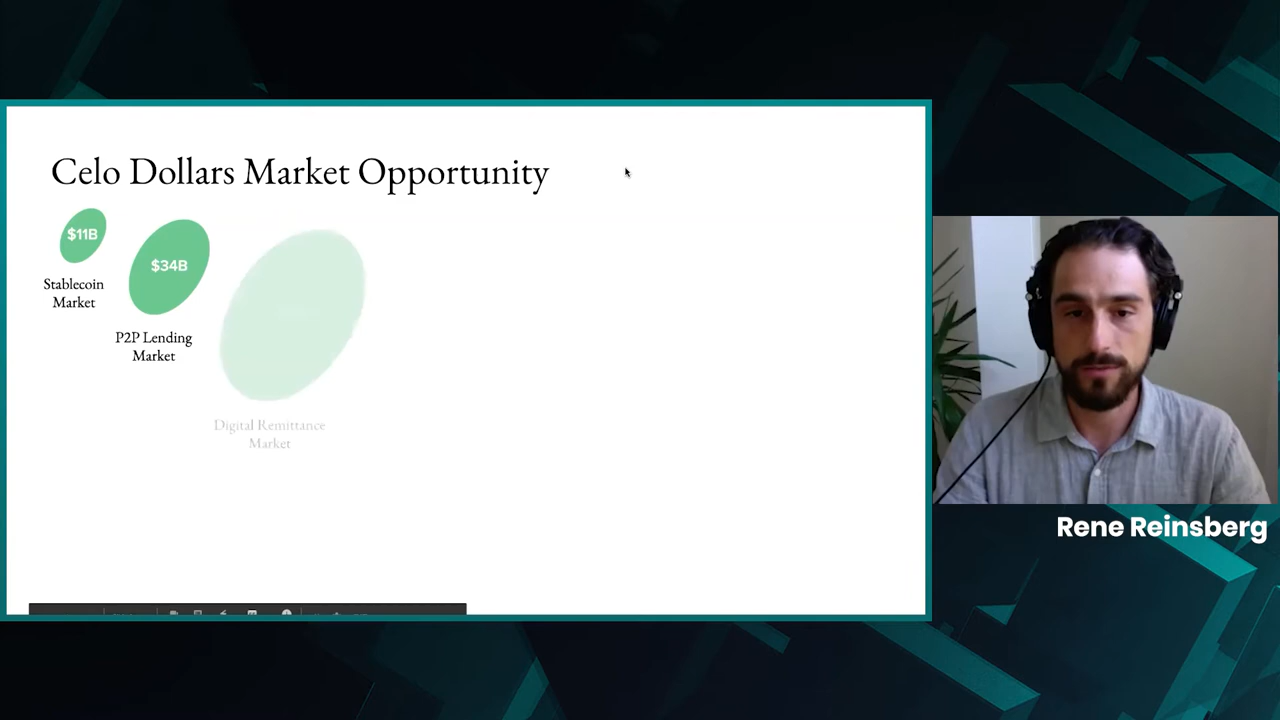 Celo Dollars Market Opportunity
$11B
Stablecoin
Market
$34B
P2P Lending
Market
Digital Remittance
Market
Rene Reinsberg